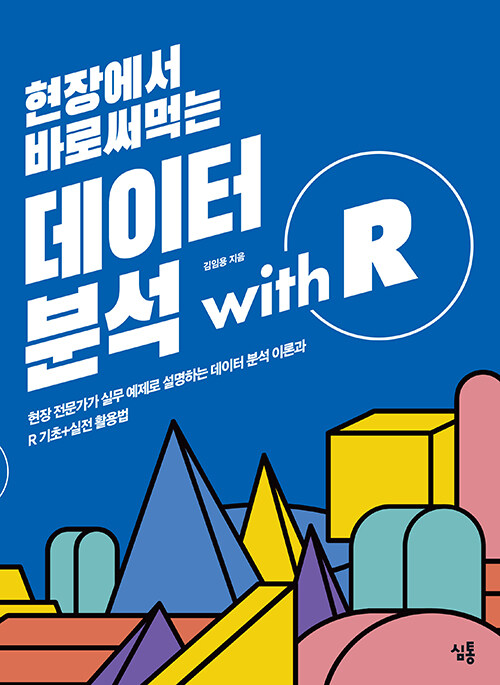 현장에서
바로써먹는
데이터
분석 with R
김임용 지음
현장 전문가가 실무 예제로 설명하는 데이터 분석 이론과
R 기초+실전 활용법
심통